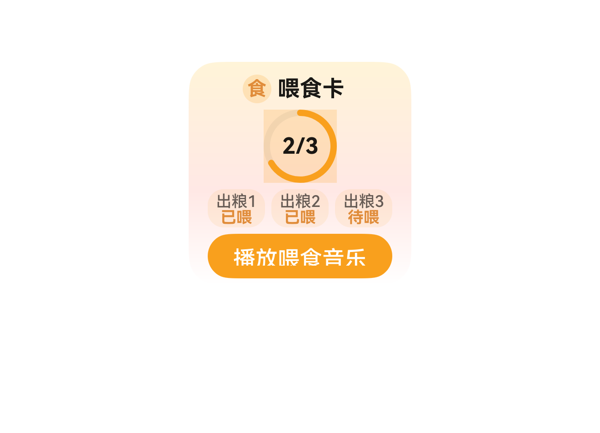 食 喂食卡
2/3
出粮1 出粮2 出粮3
已喂 已喂 待喂
播放喂食音乐